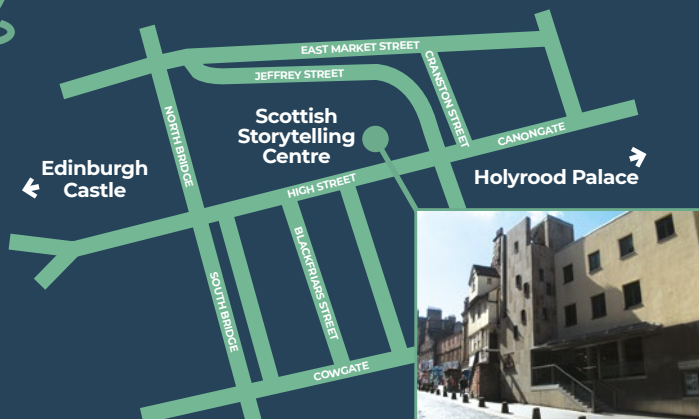 EAST MARKET STREET
JEFFREY STREET
CRANSTON STREET
NORTH BRIDGE
Scottish
Storytelling
Centre
CANONGATE
Edinburgh
Castle
Holyrood Palace
HIGH STREET
BLACKFRIARS STREET
SOUTH BRIDGE
COWGATE